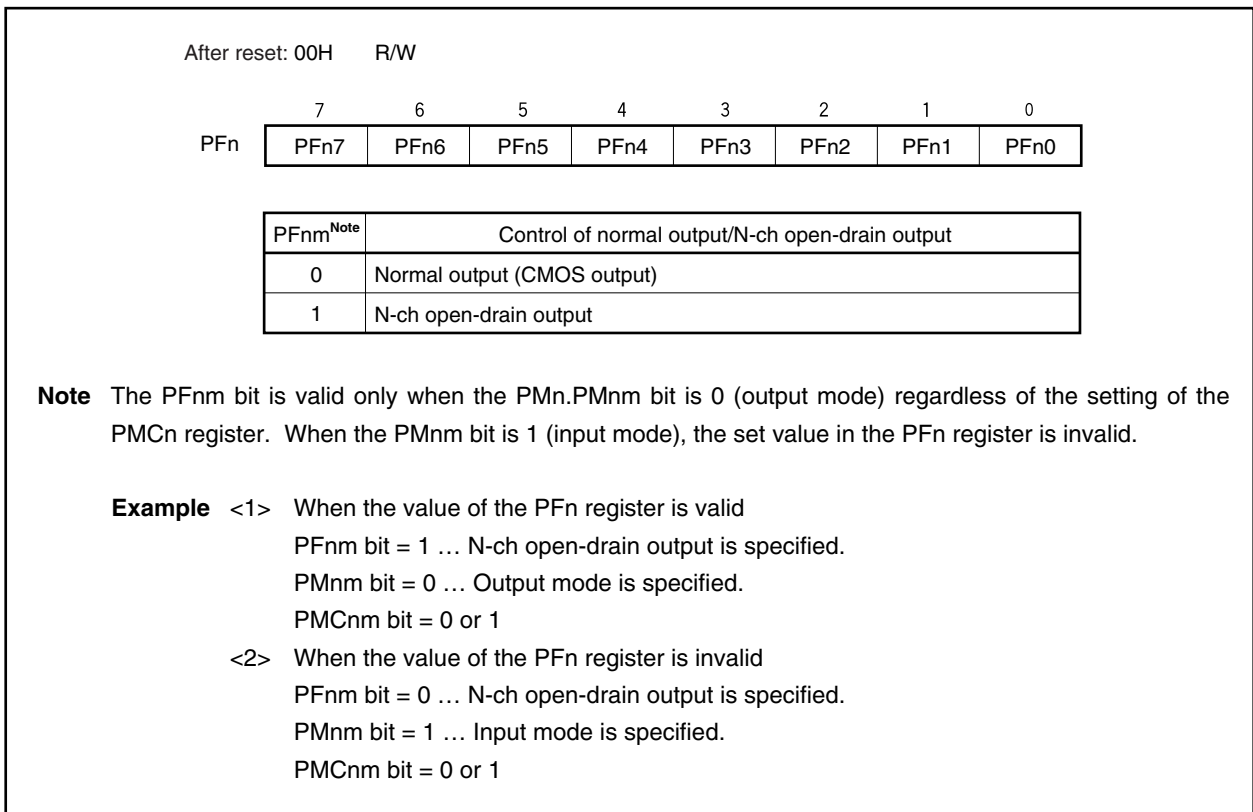 After reset: 00H R/W
7 6 5 4 3 2 1 0
PFn PFn7 PFn6 PFn5 PFn4 PFn3 PFn2 PFn1 PFn0
PFnmNote Control of normal output/N-ch open-drain output
0 Normal output (CMOS output)
1 N-ch open-drain output
Note The PFnm bit is valid only when the PMn.PMnm bit is 0 (output mode) regardless of the setting of the
PMCn register. When the PMnm bit is 1 (input mode), the set value in the PFn register is invalid.
Example <1> When the value of the PFn register is valid
PFnm bit = 1 … N-ch open-drain output is specified.
PMnm bit = 0 … Output mode is specified.
PMCnm bit = 0 or 1
<2> When the value of the PFn register is invalid
PFnm bit = 0 … N-ch open-drain output is specified.
PMnm bit = 1 … Input mode is specified.
PMCnm bit = 0 or 1